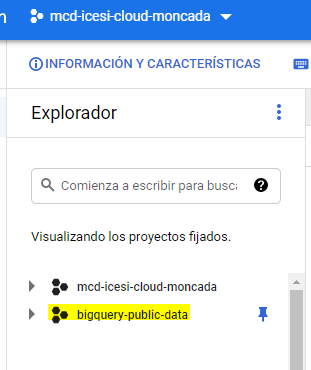 mcd-icesi-cloud-moncada
INFORMACIÓN Y CARACTERÍSTICAS
Explorador
Comienza a escribir para busca
Visualizando los proyectos fijados.
mcd-icesi-cloud-moncada
bigquery-public-data